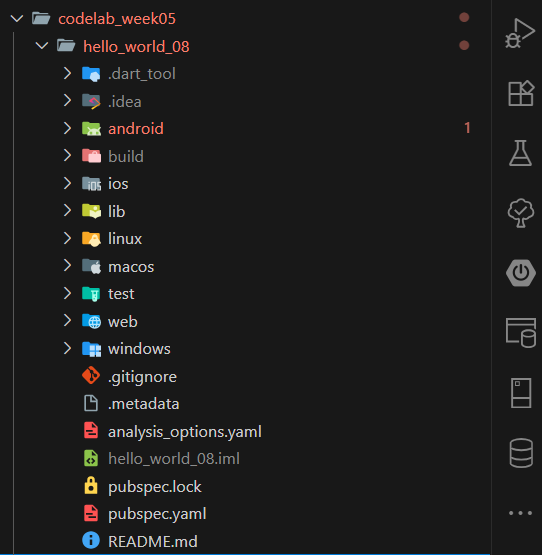 codelab_week05
hello_world_08
.dart_tool
.idea
android 1
build
iOS ios
lib
linux
macos
test
web
windows
.gitignore
.metadata
analysis_options.yaml
hello_world_08.iml
pubspec.lock
pubspec.yaml
README.md